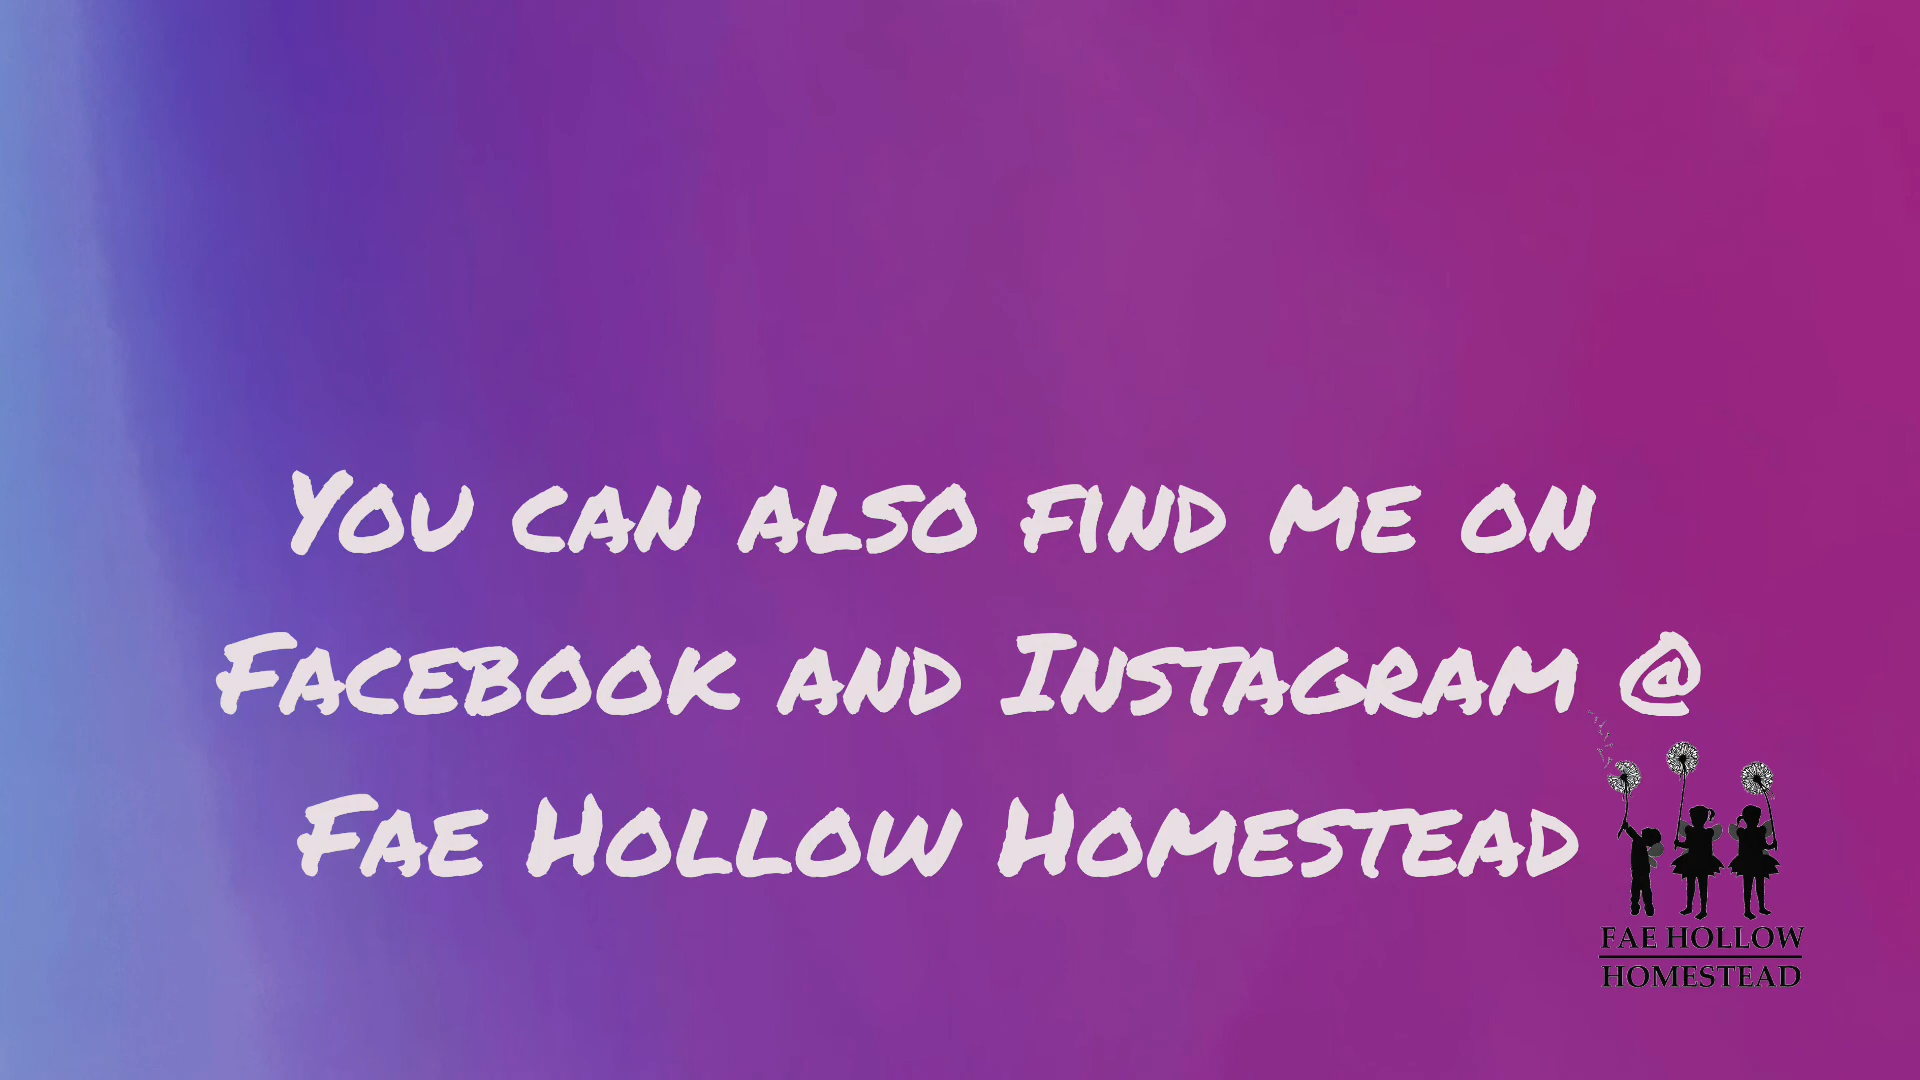 You can also find me on
Facebook and Instagram @
Fae Hollow Homestead
FAE HOLLOW
HOMESTEAD